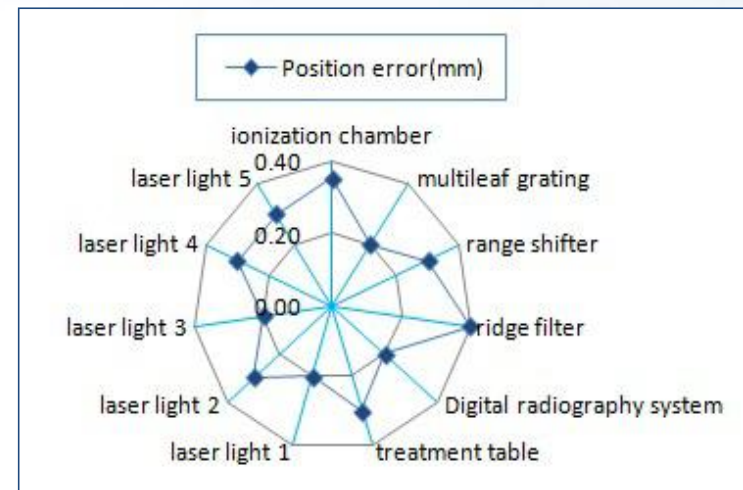 Position error(mm)
ionization chamber
0.40
laser light 5
multileaf grating
laser light 4
0.20
range shifter
laser light 3
0.00
ridge filter
laser light 2
Digital radiography system
laser light 1
treatment table